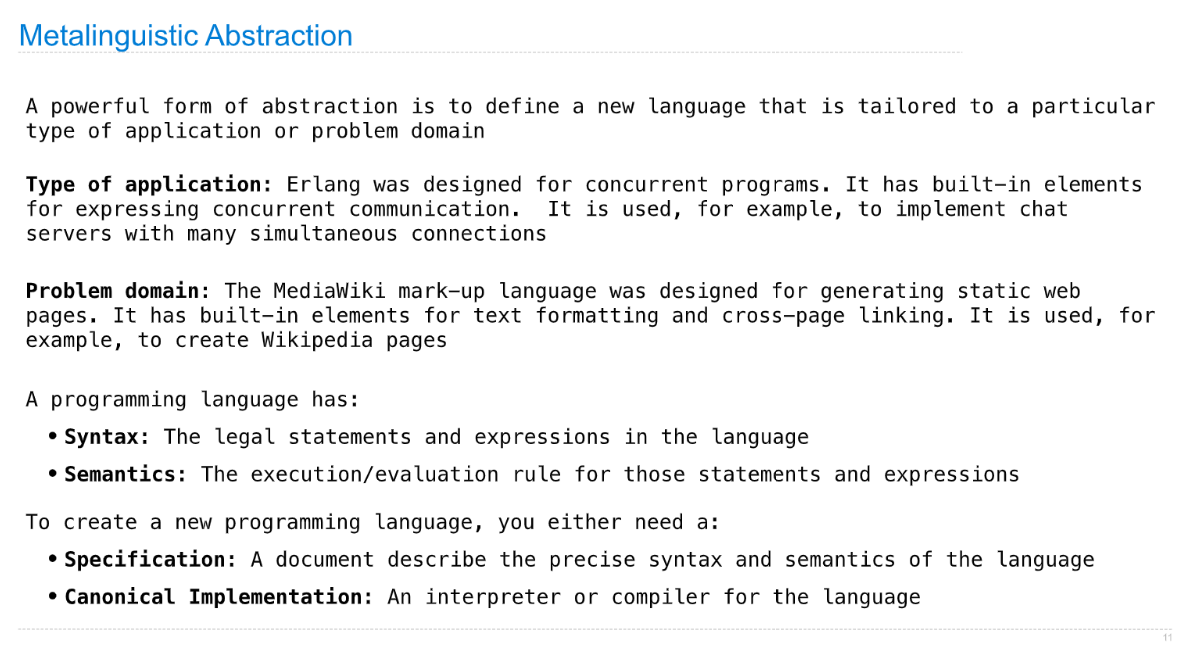 Metalinguistic Abstraction
A powerful form of abstraction is to define a new language that is tailored to a particular
type of application or problem domain
Type of application: Erlang was designed for concurrent programs. It has built-in elements
for expressing concurrent communication.  It is used, for example, to implement chat
servers with many simultaneous connections
Problem domain: The MediaWiki mark-up language was designed for generating static web
pages. It has built-in elements for text formatting and cross-page linking. It is used, for
example, to create Wikipedia pages
A programming language has:
• Syntax: The legal statements and expressions in the language
• Semantics: The execution/evaluation rule for those statements and expressions
To create a new programming language, you either need a:
• Specification: A document describe the precise syntax and semantics of the language
• Canonical Implementation: An interpreter or compiler for the language
11